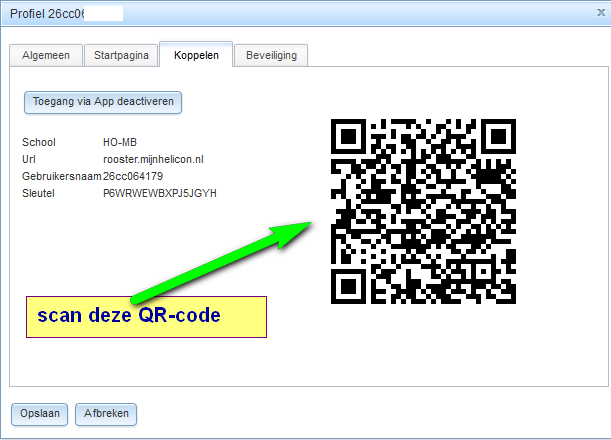 Profiel 26cc06
x
Algemeen Startpagina Koppelen Beveiliging
Toegang via App deactiveren
School HO-MB
Url rooster.mijnhelicon.nl
Gebruikersnaam 26cc064179
Sleutel P6WRWEWBXPJ5JGYH
scan deze QR-code
Opslaan Afbreken